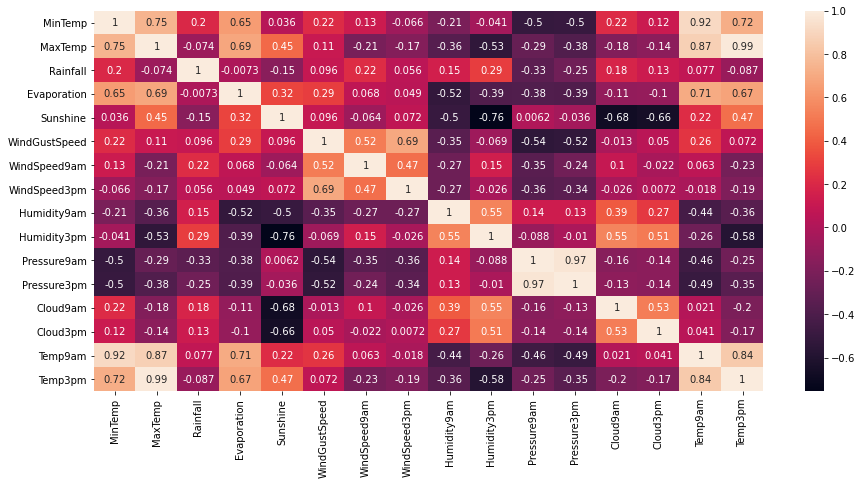 MinTemp 1 0.75 0.2 0.65 0.036 0.22 0.13 -0.066 -0.21 -0.041 -0.5 -0.5 0.22 0.12 0.92 0.72
MaxTemp 0.75 1 -0.074 0.69 0.45 0.11 -0.21 -0.17 -0.36 -0.53 -0.29 -0.38 -0.18 -0.14 0.87 0.99
Rainfall 0.2 -0.074 1 -0.0073 -0.15 0.096 0.22 0.056 0.15 0.29 -0.33 -0.25 0.18 0.13 0.077 -0.087
Evaporation 0.65 0.69 -0.0073 1 0.32 0.29 0.068 0.049 -0.52 -0.39 -0.38 -0.39 -0.11 -0.1 0.71 0.67
Sunshine 0.036 0.45 -0.15 0.32 1 0.096 -0.064 0.072 -0.5 -0.76 0.0062 -0.036 -0.68 -0.66 0.22 0.47
WindGustSpeed 0.22 0.11 0.096 0.29 0.096 1 0.52 0.69 -0.35 -0.069 -0.54 -0.52 -0.013 0.05 0.26 0.072
WindSpeed9am 0.13 -0.21 0.22 0.068 -0.064 0.52 1 0.47 -0.27 0.15 -0.35 -0.24 0.1 -0.022 0.063 -0.23
WindSpeed3pm -0.066 -0.17 0.056 0.049 0.072 0.69 0.47 1 -0.27 -0.026 -0.36 -0.34 -0.026 0.0072 -0.018 -0.19
Humidity9am -0.21 -0.36 0.15 -0.52 -0.5 -0.35 -0.27 -0.27 1 0.55 0.14 0.13 0.39 0.27 -0.44 -0.36
Humidity3pm -0.041 -0.53 0.29 -0.39 -0.76 -0.069 0.15 -0.026 0.55 1 -0.088 -0.01 0.55 0.51 -0.26 -0.58
Pressure9am -0.5 -0.29 -0.33 -0.38 0.0062 -0.54 -0.35 -0.36 0.14 -0.088 1 0.97 -0.16 -0.14 -0.46 -0.25
Pressure3pm -0.5 -0.38 -0.25 -0.39 -0.036 -0.52 -0.24 -0.34 0.13 -0.01 0.97 1 -0.13 -0.14 -0.49 -0.35
Cloud9am 0.22 -0.18 0.18 -0.11 -0.68 -0.013 0.1 -0.026 0.39 0.55 -0.16 -0.13 1 0.53 0.021 -0.2
Cloud3pm 0.12 -0.14 0.13 -0.1 -0.66 0.05 -0.022 0.0072 0.27 0.51 -0.14 -0.14 0.53 1 0.041 -0.17
Temp9am 0.92 0.87 0.077 0.71 0.22 0.26 0.063 -0.018 -0.44 -0.26 -0.46 -0.49 0.021 0.041 1 0.84
Temp3pm 0.72 0.99 -0.087 0.67 0.47 0.072 -0.23 -0.19 -0.36 -0.58 -0.25 -0.35 -0.2 -0.17 0.84 1
MinTemp
MaxTemp
Rainfall
Evaporation
Sunshine
WindGustSpeed
WindSpeed9am
WindSpeed3pm
Humidity9am
Humidity3pm
Pressure9am
Pressure3pm
Cloud9am
Cloud3pm
Temp9am
Temp3pm
1.0
0.8
0.6
0.4
0.2
0.0
-0.2
-0.4
-0.6